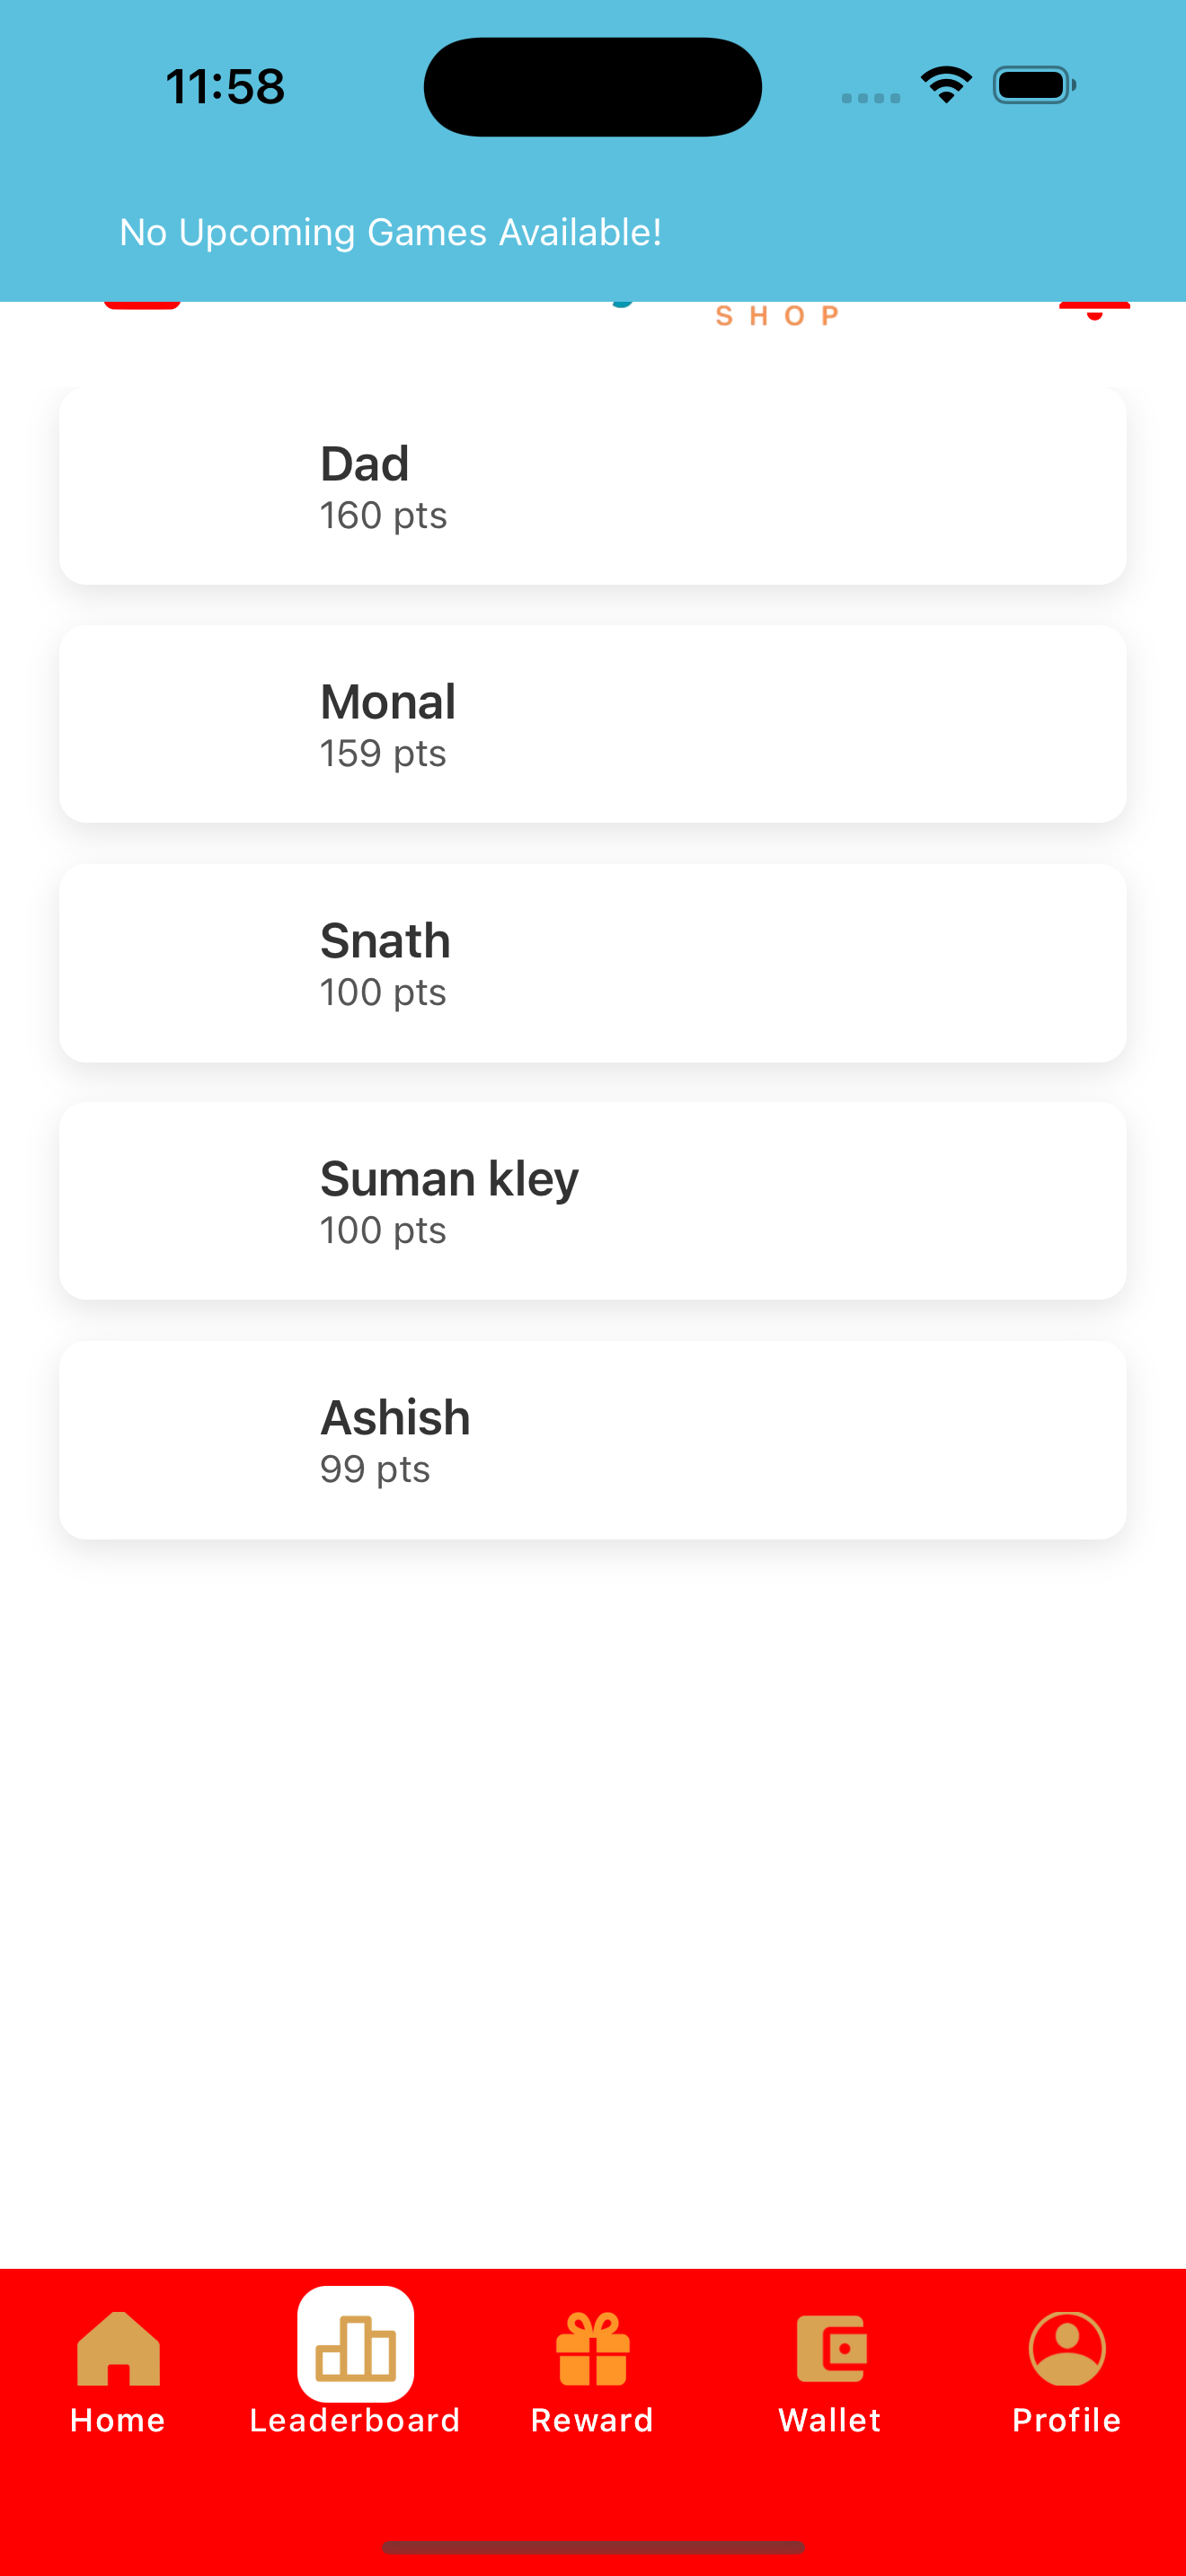 11:58
No Upcoming Games Available!
SHOP
Dad
160 pts
Monal
159 pts
Snath
100 pts
Suman kley
100 pts
Ashish
99 pts
Home Leaderboard Reward Wallet Profile